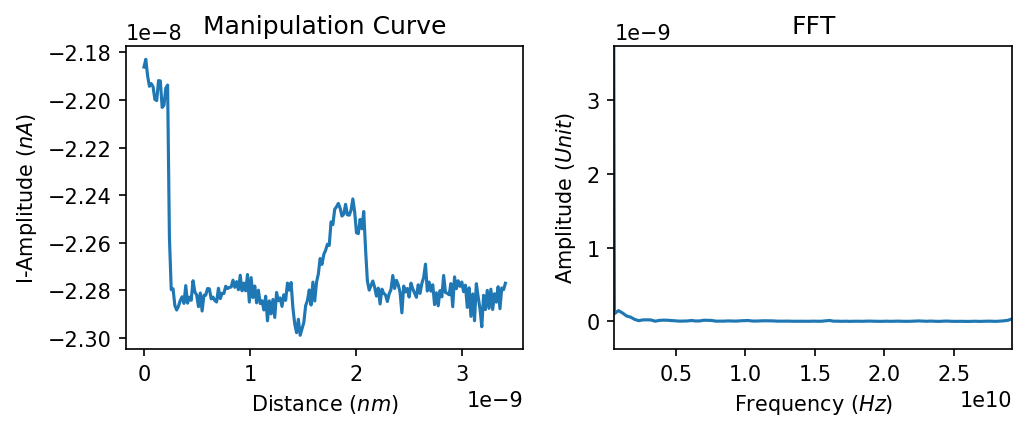 Manipulation Curve
1e−8
−2.18
−2.20
−2.22
−2.24
−2.26
−2.28
−2.30
I-Amplitude (nA)
0 1 2 3
Distance (nm)
1e−9
FFT
1e−9
3
2
1
0
Amplitude (Unit)
0.5 1.0 1.5 2.0 2.5
Frequency (Hz)
1e10